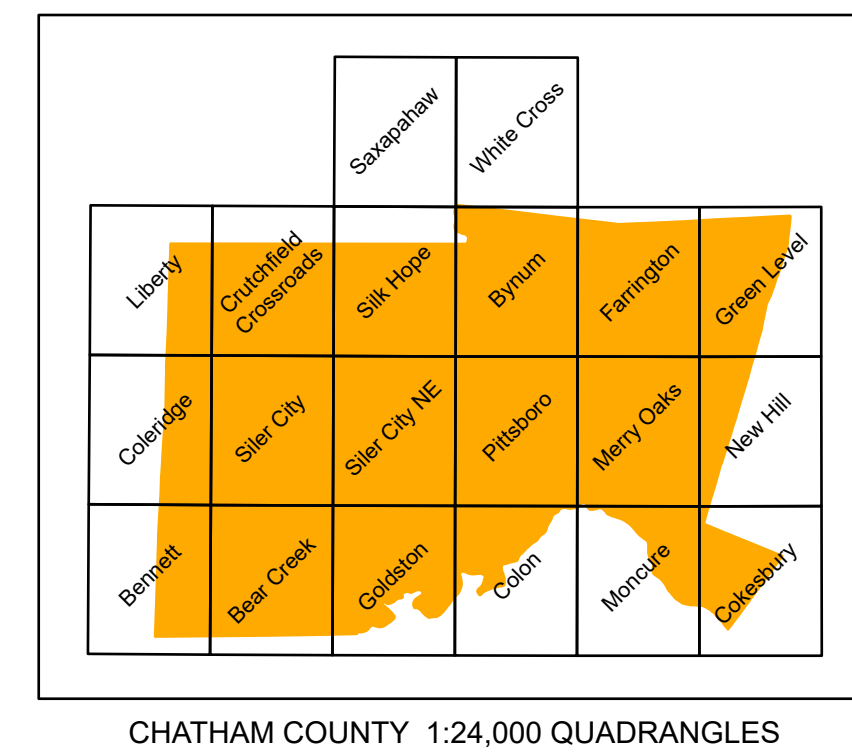 Saxapahaw
White Cross
Liberty
Crutchfield
Crossroads
Silk Hope
Bynum
Farrington
Green Level
Coleridge
Siler City
Siler City NE
Pittsboro
Merry Oaks
New Hill
Bennett
Bear Creek
Goldston
Colon
Moncure
Cokesbury
CHATHAM COUNTY 1:24,000 QUADRANGLES